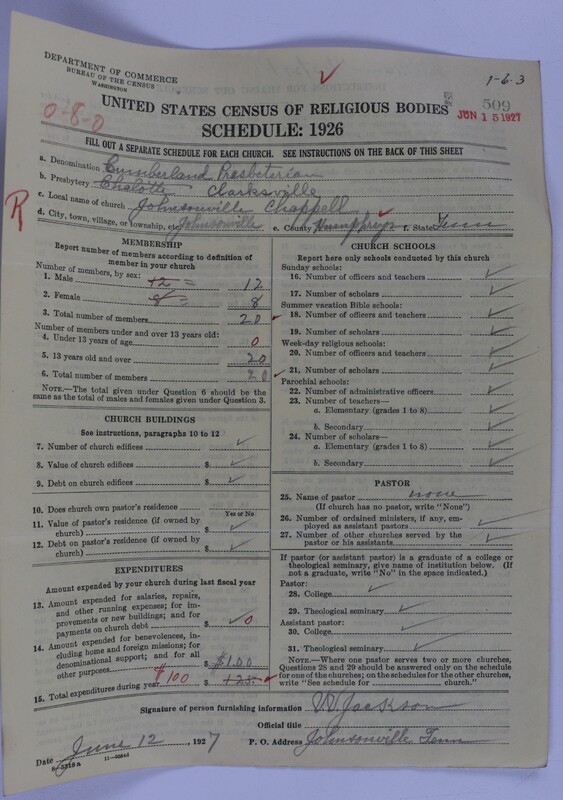 DEPARTMENT OF COMMERCE
BUREAU OF THE CENSUS
WASHINGTON
1-6-3
0-8-0
UNITED STATES CENSUS OF RELIGIOUS BODIES
509
JUN 15 1927
SCHEDULE: 1926
FILL OUT A SEPARATE SCHEDULE FOR EACH CHURCH. SEE INSTRUCTIONS ON THE BACK OF THIS SHEET
a. Denomination Cumberland Presbeterian
b. Presbytery Chalotte Clarksville
c. Local name of church Johnsonville Chappell
R
d. City, town, village, or township, etc. Johnsonville e. County Humphrys f. State Tenn
MEMBERSHIP
Report number of members according to definition of
member in your church
Number of members, by sex:
1. Male 12 = 12
2. Female 8 = 8
3. Total number of members 20
Number of members under and over 13 years old:
4. Under 13 years of age 0
5. 13 years old and over 20
6. Total number of members 20
NOTE.—The total given under Question 6 should be the
same as the total of males and females given under Question 3.
CHURCH BUILDINGS
See instructions, paragraphs 10 to 12
7. Number of church edifices
8. Value of church edifices $
9. Debt on church edifices $
10. Does church own pastor's residence
Yes or No
11. Value of pastor's residence (if owned by
church) $
12. Debt on pastor's residence (if owned by
church) $
EXPENDITURES
Amount expended by your church during last fiscal year
13. Amount expended for salaries, repairs,
and other running expenses; for im-
provements or new buildings; and for
payments on church debt $ 0
14. Amount expended for benevolences, in-
cluding home and foreign missions; for
denominational support; and for all
other purposes $1.00
15. Total expenditures during year $100 $ 1.25
CHURCH SCHOOLS
Report here only schools conducted by this church
Sunday schools:
16. Number of officers and teachers
17. Number of scholars
Summer vacation Bible schools:
18. Number of officers and teachers
19. Number of scholars
Week-day religious schools:
20. Number of officers and teachers
21. Number of scholars
Parochial schools:
22. Number of administrative officers
23. Number of teachers—
a. Elementary (grades 1 to 8)
b. Secondary
24. Number of scholars—
a. Elementary (grades 1 to 8)
b. Secondary
PASTOR
25. Name of pastor none
(If church has no pastor, write "None")
26. Number of ordained ministers, if any, em-
ployed as assistant pastors
27. Number of other churches served by the
pastor or his assistants
If pastor (or assistant pastor) is a graduate of a college or
theological seminary, give name of institution below. (If
not a graduate, write "No" in the space indicated.)
Pastor:
28. College
29. Theological seminary
Assistant pastor:
30. College
31. Theological seminary
NOTE.—Where one pastor serves two or more churches,
Questions 28 and 29 should be answered only on the schedule
for one of the churches; on the schedules for the other churches,
write "See schedule for church."
Signature of person furnishing information W. Jackson
Official title
Date June 12, 1927 P. O. Address Johnsonville Tenn